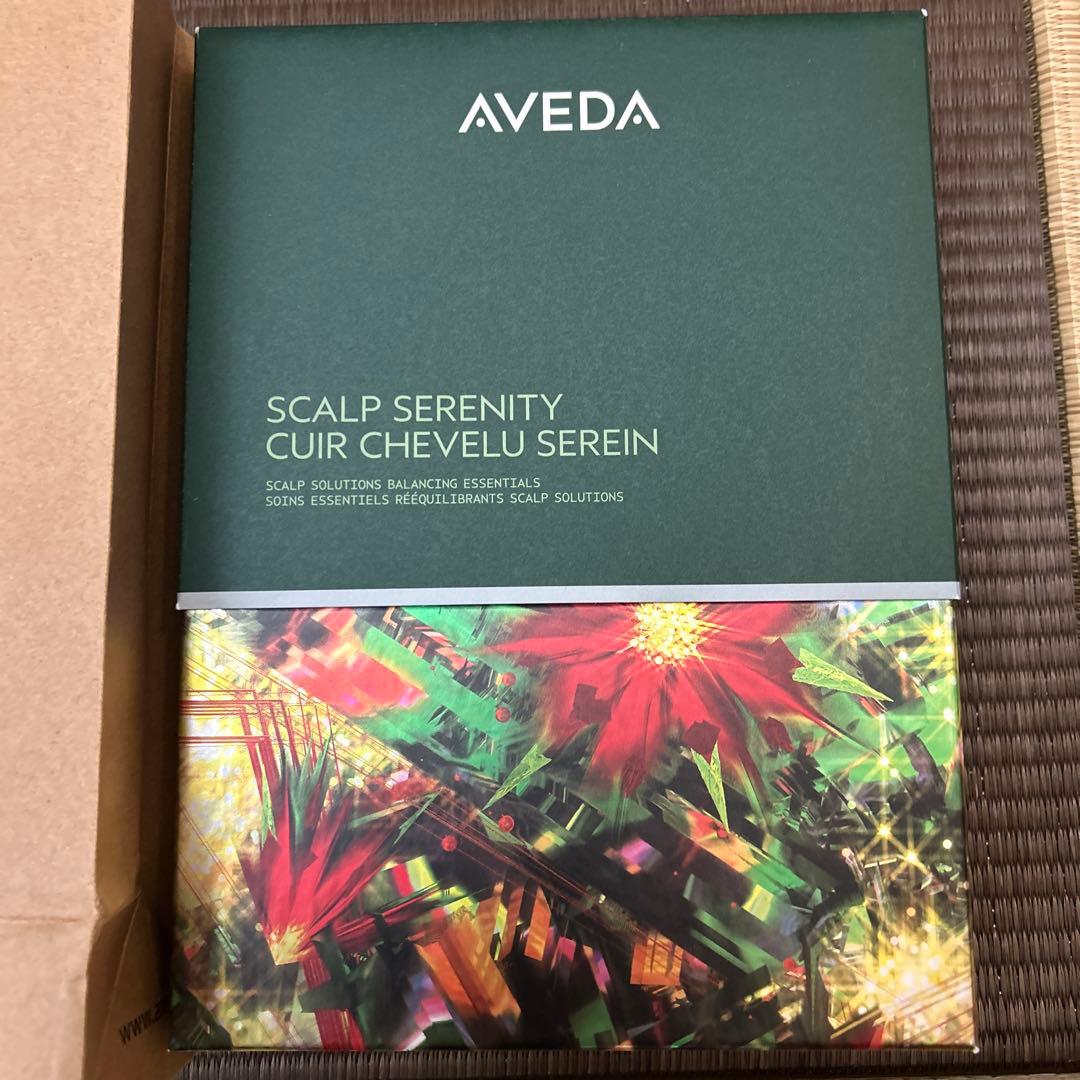 AVEDA
SCALP SERENITY
CUIR CHEVELU SEREIN
SCALP SOLUTIONS BALANCING ESSENTIALS
SOINS ESSENTIELS RÉÉQUILIBRANTS SCALP SOLUTIONS